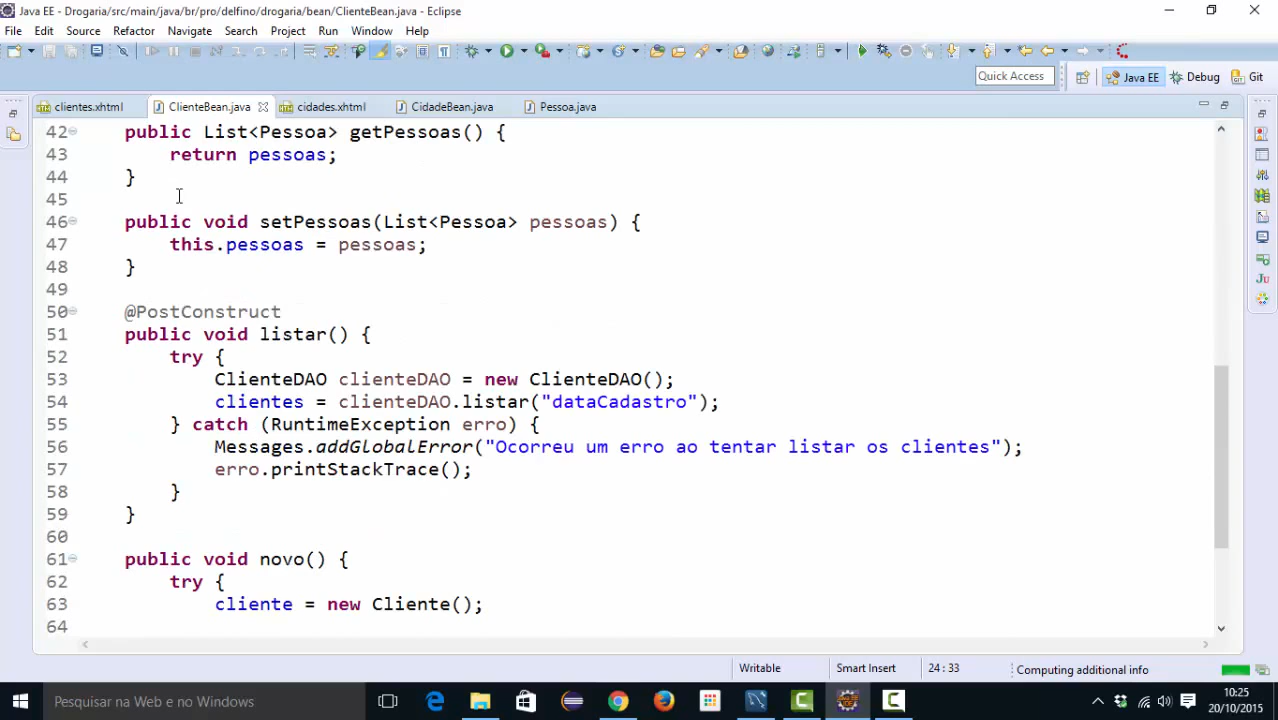 Java EE - Drogaria/src/main/java/br/pro/delfino/drogaria/bean/ClienteBean.java - Eclipse
File Edit Source Refactor Navigate Search Project Run Window Help
Quick Access Java EE Debug Git
clientes.xhtml ClienteBean.java cidades.xhtml CidadeBean.java Pessoa.java
42 public List<Pessoa> getPessoas() {
43 return pessoas;
44 }
45
46 public void setPessoas(List<Pessoa> pessoas) {
47 this.pessoas = pessoas;
48 }
49
50 @PostConstruct
51 public void listar() {
52 try {
53 ClienteDAO clienteDAO = new ClienteDAO();
54 clientes = clienteDAO.listar("dataCadastro");
55 } catch (RuntimeException erro) {
56 Messages.addGlobalError("Ocorreu um erro ao tentar listar os clientes");
57 erro.printStackTrace();
58 }
59 }
60
61 public void novo() {
62 try {
63 cliente = new Cliente();
64
Writable Smart Insert 24 : 33 Computing additional info
Pesquisar na Web e no Windows
10:25
20/10/2015